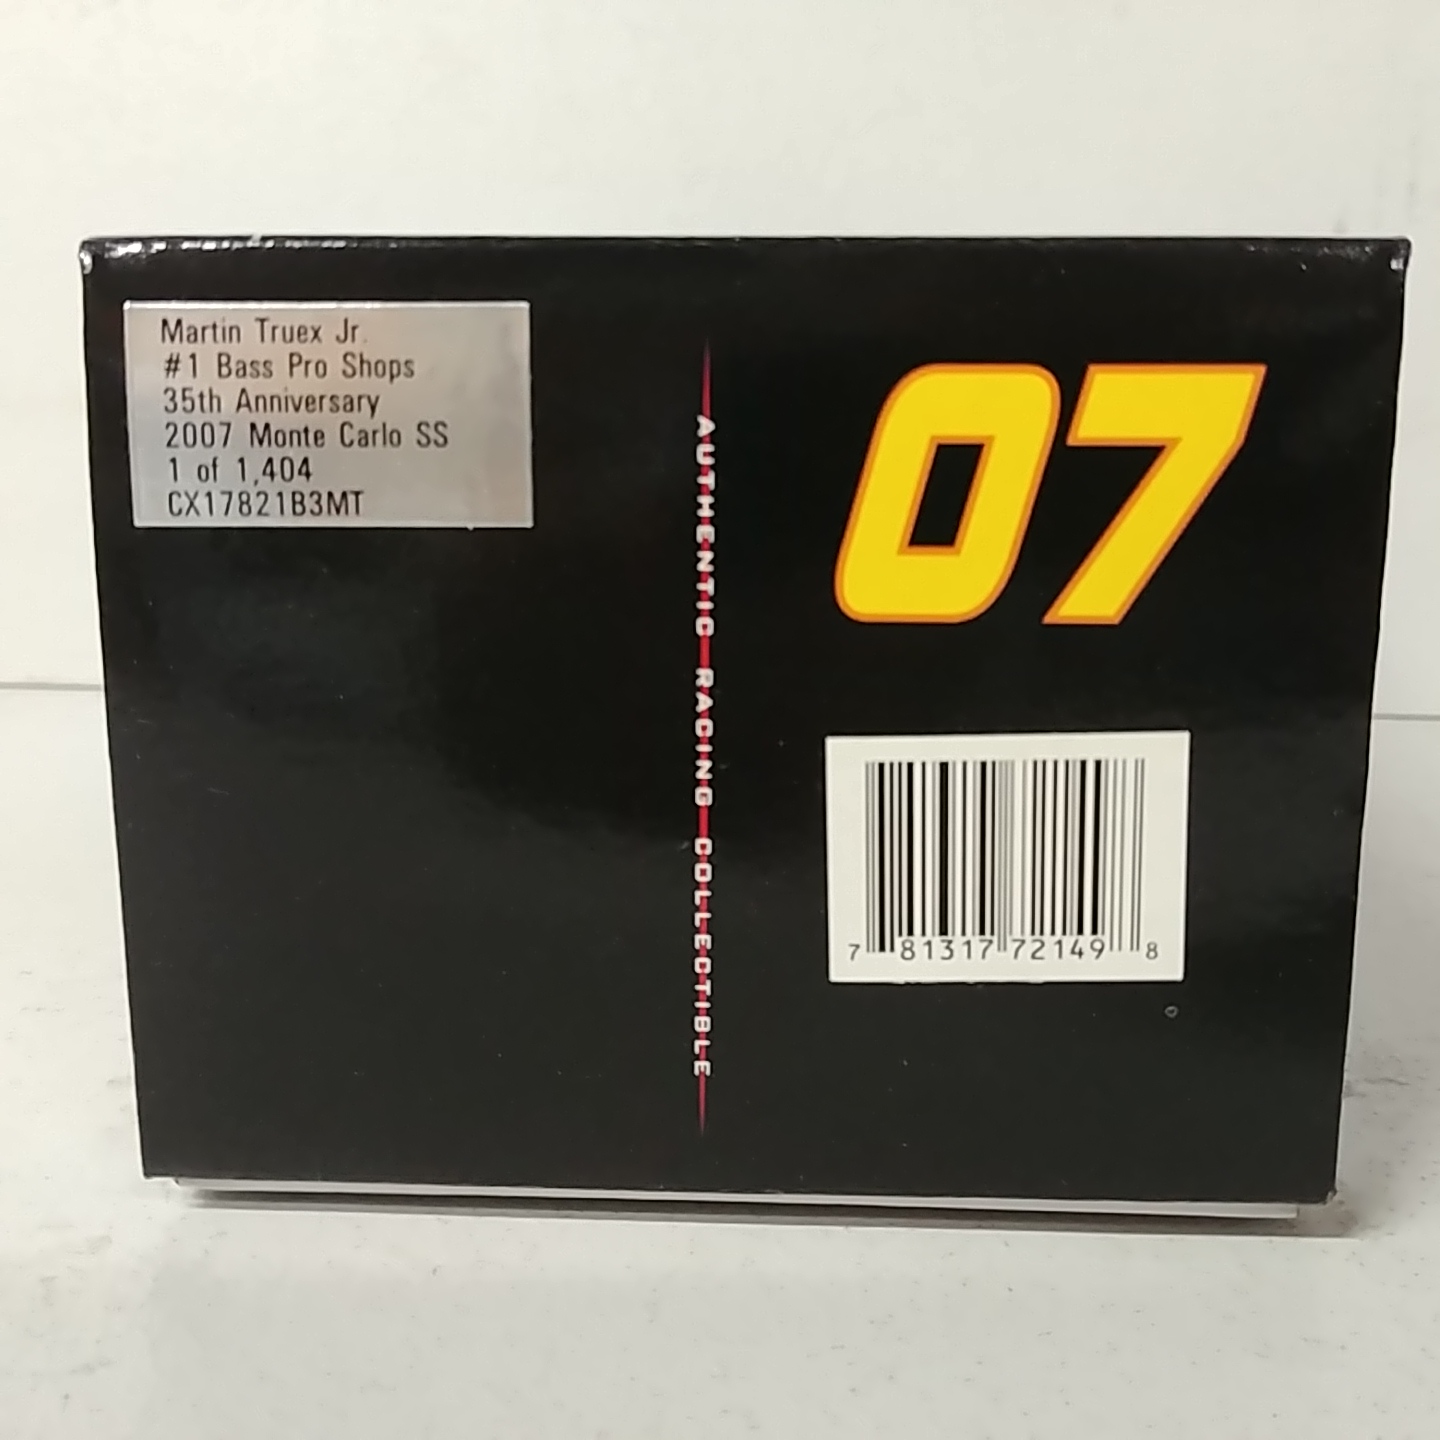 Martin Truex Jr.
#1 Bass Pro Shops
35th Anniversary
2007 Monte Carlo SS
1 of 1,404
CX17821B3MT
AUTHENTIC RACING COLLECTIBLE
07
7 81317 72149 8